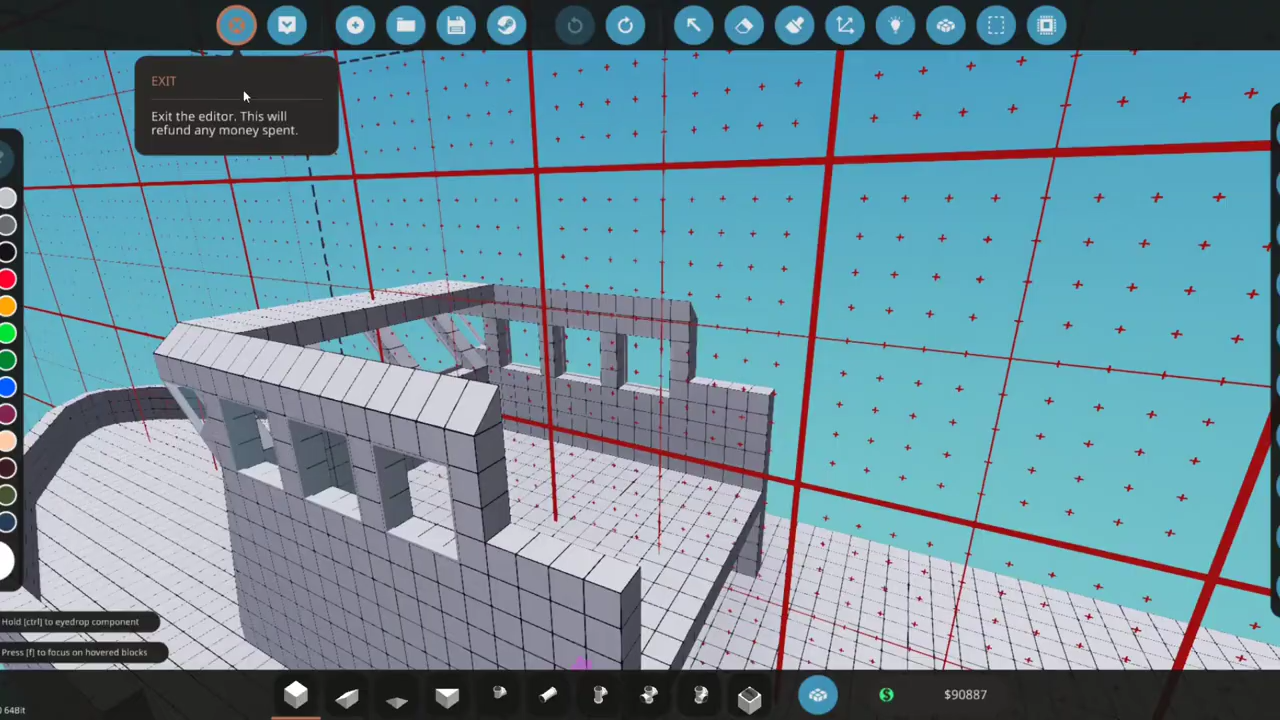 EXIT
Exit the editor. This will
refund any money spent.
Hold [ctrl] to eyedrop component
Press [f] to focus on hovered blocks
64Bit
$90887